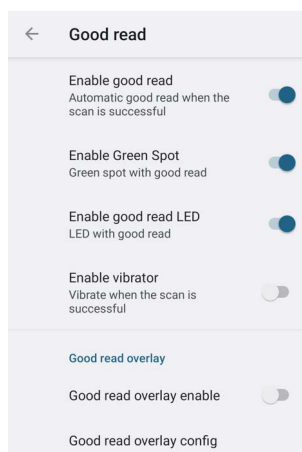 Good read
Enable good read
Automatic good read when the
scan is successful
Enable Green Spot
Green spot with good read
Enable good read LED
LED with good read
Enable vibrator
Vibrate when the scan is
successful
Good read overlay
Good read overlay enable
Good read overlay config